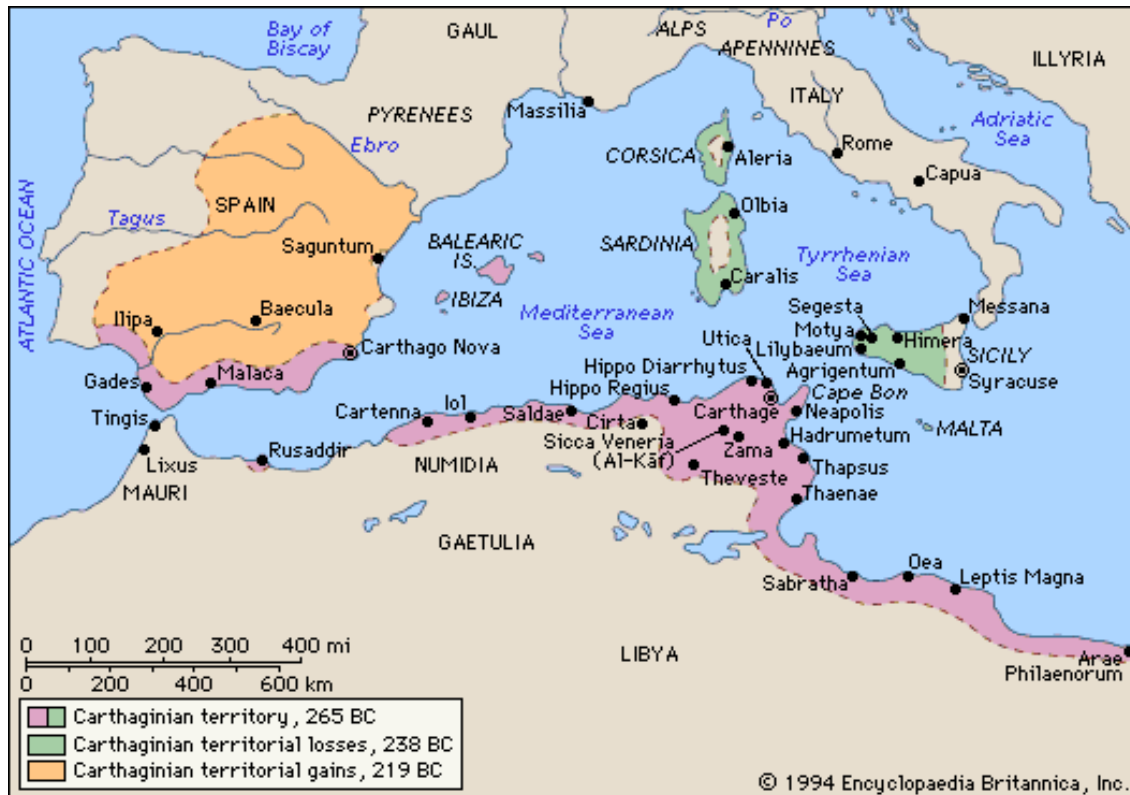 Bay of
Biscay
GAUL
ALPS
Po
APENNINES
ILLYRIA
ITALY
PYRENEES
Massilia
Adriatic
Sea
Ebro
CORSICA
Aleria
Rome
Capua
ATLANTIC OCEAN
SPAIN
Tagus
Olbia
Saguntum
BALEARIC
IS.
SARDINIA
Tyrrhenian
Sea
Caralis
IBIZA
Mediterranean
Sea
Baecula
Ilipa
Segesta
Messana
Motya
Himera
Lilybaeum
SICILY
Agrigentum
Syracuse
Carthago Nova
Utica
Hippo Diarrhytus
Cape Bon
Gades
Malaca
Hippo Regius
Tingis
Cartenna
Iol
Saldae
Cirta
Carthage
Neapolis
MALTA
Sicca Veneria
(Al-Kāf)
Zama
Hadrumetum
Lixus
Rusaddir
NUMIDIA
Theveste
Thapsus
MAURI
Thaenae
GAETULIA
Sabratha
Oea
Leptis Magna
LIBYA
Arae
Philaenorum
0 100 200 300 400 mi
0 200 400 600 km
Carthaginian territory, 265 BC
Carthaginian territorial losses, 238 BC
Carthaginian territorial gains, 219 BC
© 1994 Encyclopaedia Britannica, Inc.